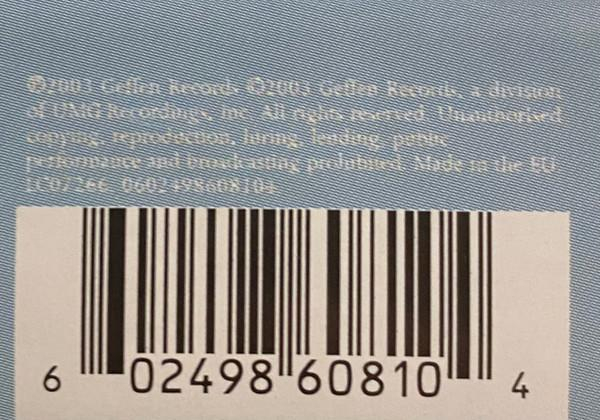 ℗2003 Geffen Records ©2003 Geffen Records, a division
of UMG Recordings, Inc. All rights reserved. Unauthorised
copying, reproduction, hiring, lending, public
performance and broadcasting prohibited. Made in the EU.
LC07266 0602498608104
6 02498 60810 4